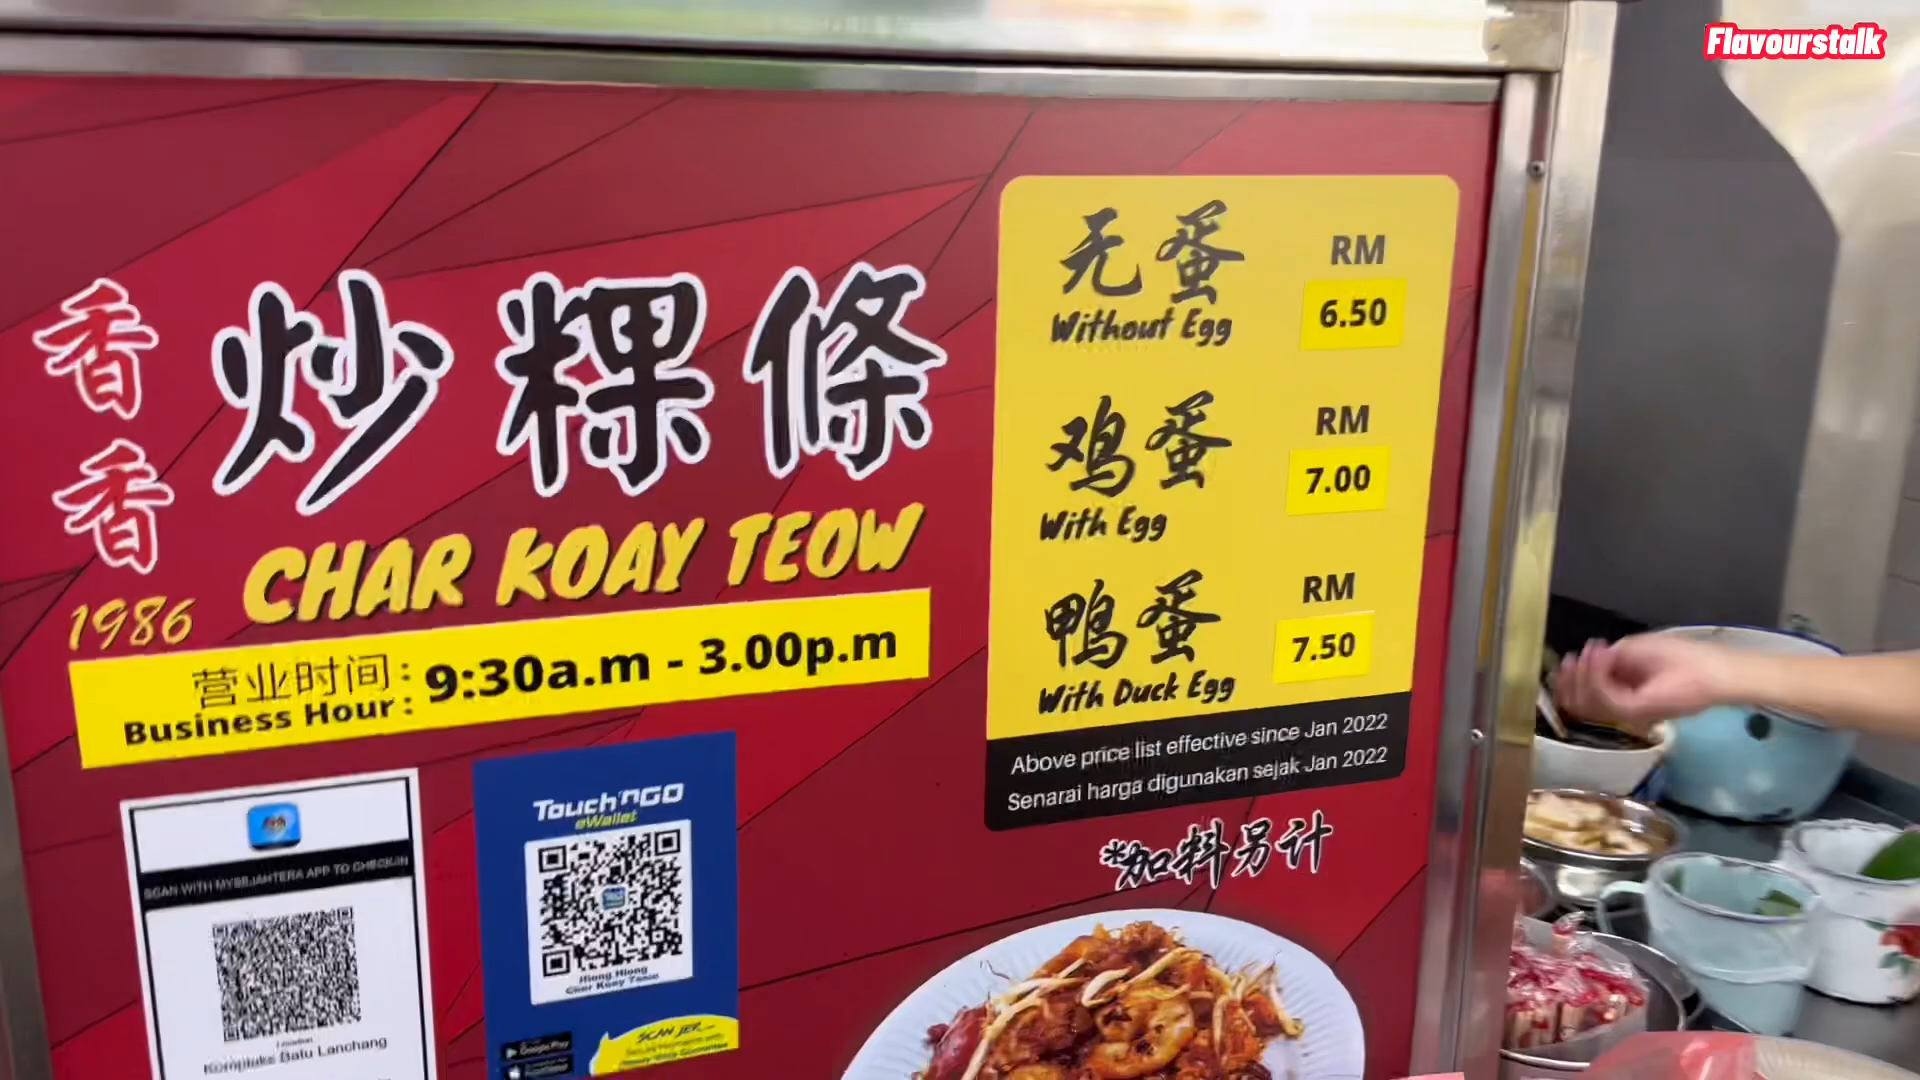 Flavourstalk
香香
炒粿條
CHAR KOAY TEOW
1986
营业时间:
Business Hour :
9:30a.m - 3.00p.m
无蛋
Without Egg
RM
6.50
鸡蛋
With Egg
RM
7.00
鸭蛋
With Duck Egg
RM
7.50
Above price list effective since Jan 2022
Senarai harga digunakan sejak Jan 2022
*加料另计
SCAN WITH MYSEJAHTERA APP TO CHECK-IN
Location
Kompleks Batu Lanchang
Touch'nGO
eWallet
Hiong Hiong
Char Koay Teow
Google Play